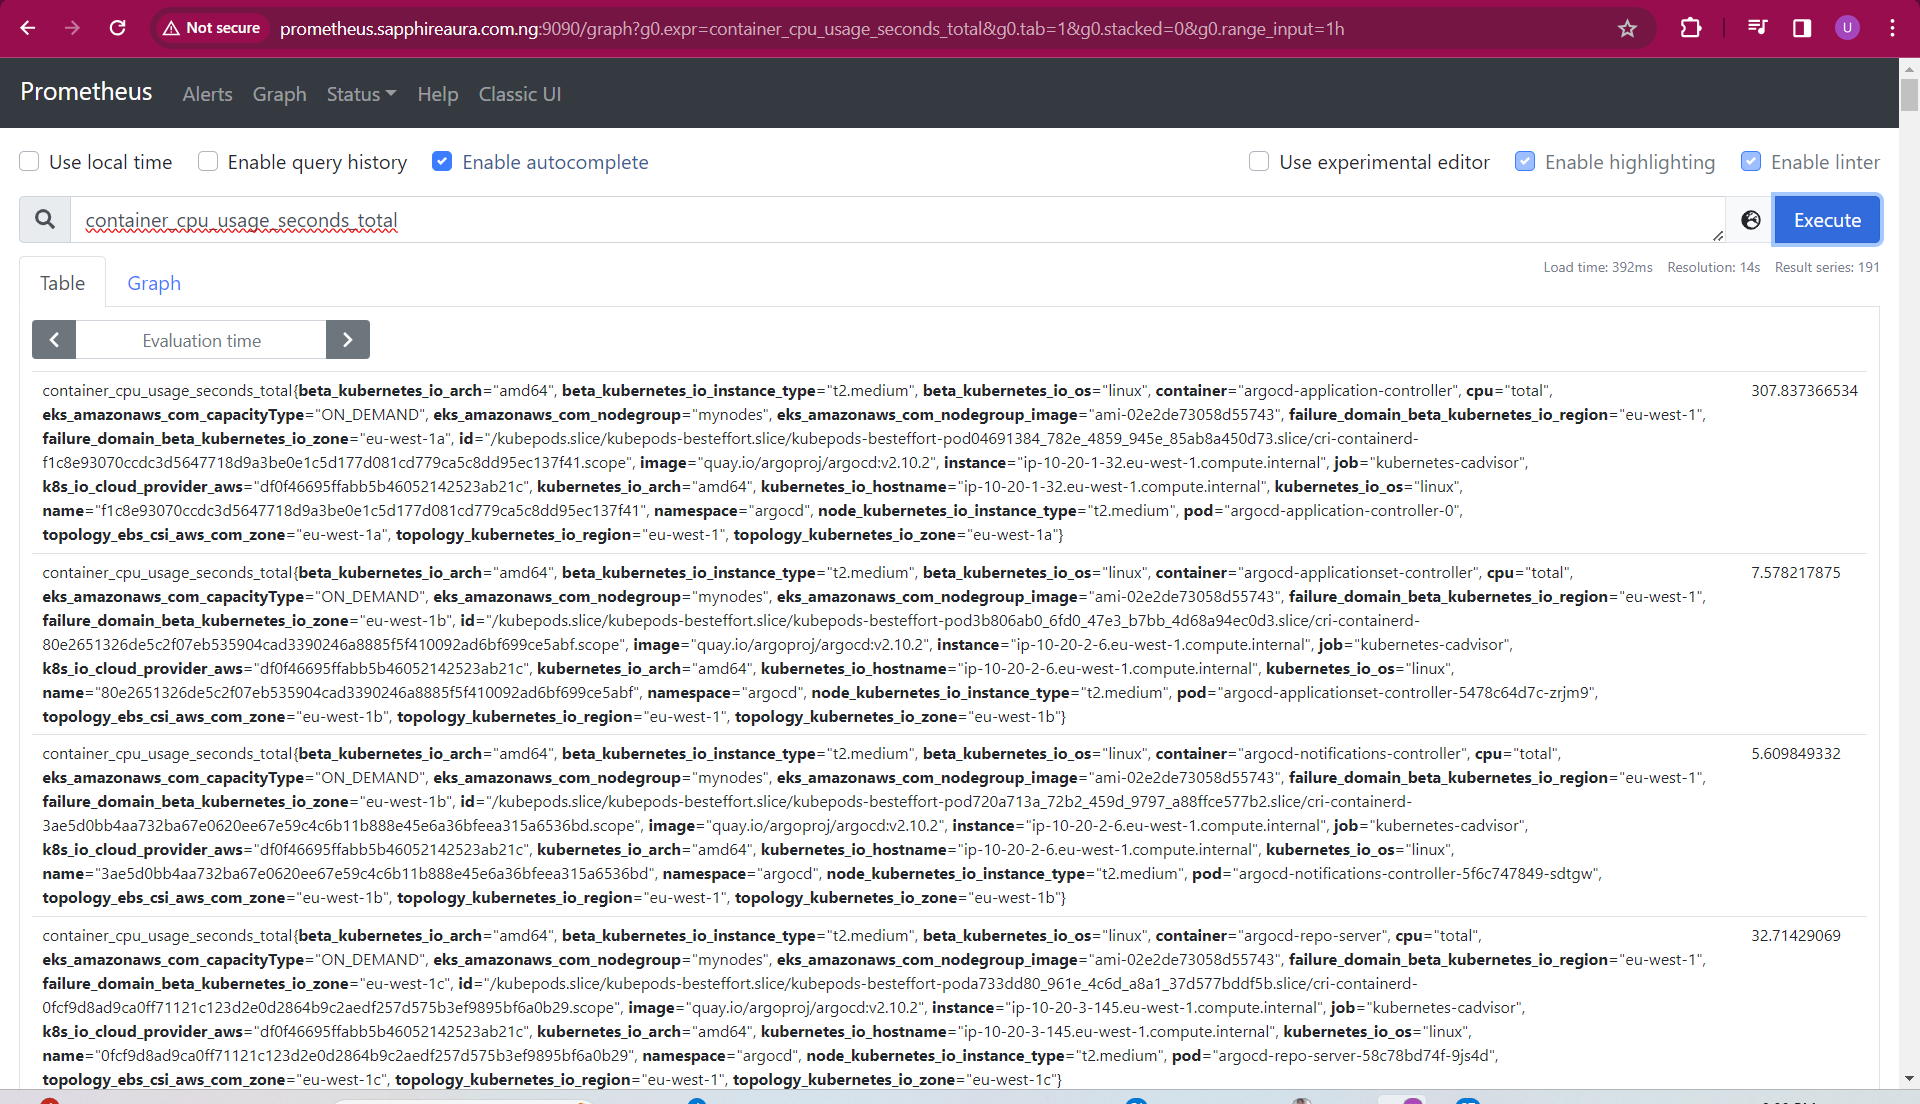 Not secure prometheus.sapphireaura.com.ng:9090/graph?g0.expr=container_cpu_usage_seconds_total&g0.tab=1&g0.stacked=0&g0.range_input=1h U
Prometheus Alerts Graph Status Help Classic UI
Use local time Enable query history Enable autocomplete Use experimental editor Enable highlighting Enable linter
container_cpu_usage_seconds_total Execute
Load time: 392ms Resolution: 14s Result series: 191
Table Graph
Evaluation time
container_cpu_usage_seconds_total{beta_kubernetes_io_arch="amd64", beta_kubernetes_io_instance_type="t2.medium", beta_kubernetes_io_os="linux", container="argocd-application-controller", cpu="total", 307.837366534
eks_amazonaws_com_capacityType="ON_DEMAND", eks_amazonaws_com_nodegroup="mynodes", eks_amazonaws_com_nodegroup_image="ami-02e2de73058d55743", failure_domain_beta_kubernetes_io_region="eu-west-1",
failure_domain_beta_kubernetes_io_zone="eu-west-1a", id="/kubepods.slice/kubepods-besteffort.slice/kubepods-besteffort-pod04691384_782e_4859_945e_85ab8a450d73.slice/cri-containerd-
f1c8e93070ccdc3d5647718d9a3be0e1c5d177d081cd779ca5c8dd95ec137f41.scope", image="quay.io/argoproj/argocd:v2.10.2", instance="ip-10-20-1-32.eu-west-1.compute.internal", job="kubernetes-cadvisor",
k8s_io_cloud_provider_aws="df0f46695ffabb5b46052142523ab21c", kubernetes_io_arch="amd64", kubernetes_io_hostname="ip-10-20-1-32.eu-west-1.compute.internal", kubernetes_io_os="linux",
name="f1c8e93070ccdc3d5647718d9a3be0e1c5d177d081cd779ca5c8dd95ec137f41", namespace="argocd", node_kubernetes_io_instance_type="t2.medium", pod="argocd-application-controller-0",
topology_ebs_csi_aws_com_zone="eu-west-1a", topology_kubernetes_io_region="eu-west-1", topology_kubernetes_io_zone="eu-west-1a"}
container_cpu_usage_seconds_total{beta_kubernetes_io_arch="amd64", beta_kubernetes_io_instance_type="t2.medium", beta_kubernetes_io_os="linux", container="argocd-applicationset-controller", cpu="total", 7.578217875
eks_amazonaws_com_capacityType="ON_DEMAND", eks_amazonaws_com_nodegroup="mynodes", eks_amazonaws_com_nodegroup_image="ami-02e2de73058d55743", failure_domain_beta_kubernetes_io_region="eu-west-1",
failure_domain_beta_kubernetes_io_zone="eu-west-1b", id="/kubepods.slice/kubepods-besteffort.slice/kubepods-besteffort-pod3b806ab0_6fd0_47e3_b7bb_4d68a94ec0d3.slice/cri-containerd-
80e2651326de5c2f07eb535904cad3390246a8885f5f410092ad6bf699ce5abf.scope", image="quay.io/argoproj/argocd:v2.10.2", instance="ip-10-20-2-6.eu-west-1.compute.internal", job="kubernetes-cadvisor",
k8s_io_cloud_provider_aws="df0f46695ffabb5b46052142523ab21c", kubernetes_io_arch="amd64", kubernetes_io_hostname="ip-10-20-2-6.eu-west-1.compute.internal", kubernetes_io_os="linux",
name="80e2651326de5c2f07eb535904cad3390246a8885f5f410092ad6bf699ce5abf", namespace="argocd", node_kubernetes_io_instance_type="t2.medium", pod="argocd-applicationset-controller-5478c64d7c-zrjm9",
topology_ebs_csi_aws_com_zone="eu-west-1b", topology_kubernetes_io_region="eu-west-1", topology_kubernetes_io_zone="eu-west-1b"}
container_cpu_usage_seconds_total{beta_kubernetes_io_arch="amd64", beta_kubernetes_io_instance_type="t2.medium", beta_kubernetes_io_os="linux", container="argocd-notifications-controller", cpu="total", 5.609849332
eks_amazonaws_com_capacityType="ON_DEMAND", eks_amazonaws_com_nodegroup="mynodes", eks_amazonaws_com_nodegroup_image="ami-02e2de73058d55743", failure_domain_beta_kubernetes_io_region="eu-west-1",
failure_domain_beta_kubernetes_io_zone="eu-west-1b", id="/kubepods.slice/kubepods-besteffort.slice/kubepods-besteffort-pod720a713a_72b2_459d_9797_a88ffce577b2.slice/cri-containerd-
3ae5d0bb4aa732ba67e0620ee67e59c4c6b11b888e45e6a36bfeea315a6536bd.scope", image="quay.io/argoproj/argocd:v2.10.2", instance="ip-10-20-2-6.eu-west-1.compute.internal", job="kubernetes-cadvisor",
k8s_io_cloud_provider_aws="df0f46695ffabb5b46052142523ab21c", kubernetes_io_arch="amd64", kubernetes_io_hostname="ip-10-20-2-6.eu-west-1.compute.internal", kubernetes_io_os="linux",
name="3ae5d0bb4aa732ba67e0620ee67e59c4c6b11b888e45e6a36bfeea315a6536bd", namespace="argocd", node_kubernetes_io_instance_type="t2.medium", pod="argocd-notifications-controller-5f6c747849-sdtgw",
topology_ebs_csi_aws_com_zone="eu-west-1b", topology_kubernetes_io_region="eu-west-1", topology_kubernetes_io_zone="eu-west-1b"}
container_cpu_usage_seconds_total{beta_kubernetes_io_arch="amd64", beta_kubernetes_io_instance_type="t2.medium", beta_kubernetes_io_os="linux", container="argocd-repo-server", cpu="total", 32.71429069
eks_amazonaws_com_capacityType="ON_DEMAND", eks_amazonaws_com_nodegroup="mynodes", eks_amazonaws_com_nodegroup_image="ami-02e2de73058d55743", failure_domain_beta_kubernetes_io_region="eu-west-1",
failure_domain_beta_kubernetes_io_zone="eu-west-1c", id="/kubepods.slice/kubepods-besteffort.slice/kubepods-besteffort-poda733dd80_961e_4c6d_a8a1_37d577bddf5b.slice/cri-containerd-
0fcf9d8ad9ca0ff71121c123d2e0d2864b9c2aedf257d575b3ef9895bf6a0b29.scope", image="quay.io/argoproj/argocd:v2.10.2", instance="ip-10-20-3-145.eu-west-1.compute.internal", job="kubernetes-cadvisor",
k8s_io_cloud_provider_aws="df0f46695ffabb5b46052142523ab21c", kubernetes_io_arch="amd64", kubernetes_io_hostname="ip-10-20-3-145.eu-west-1.compute.internal", kubernetes_io_os="linux",
name="0fcf9d8ad9ca0ff71121c123d2e0d2864b9c2aedf257d575b3ef9895bf6a0b29", namespace="argocd", node_kubernetes_io_instance_type="t2.medium", pod="argocd-repo-server-58c78bd74f-9js4d",
topology_ebs_csi_aws_com_zone="eu-west-1c", topology_kubernetes_io_region="eu-west-1", topology_kubernetes_io_zone="eu-west-1c"}